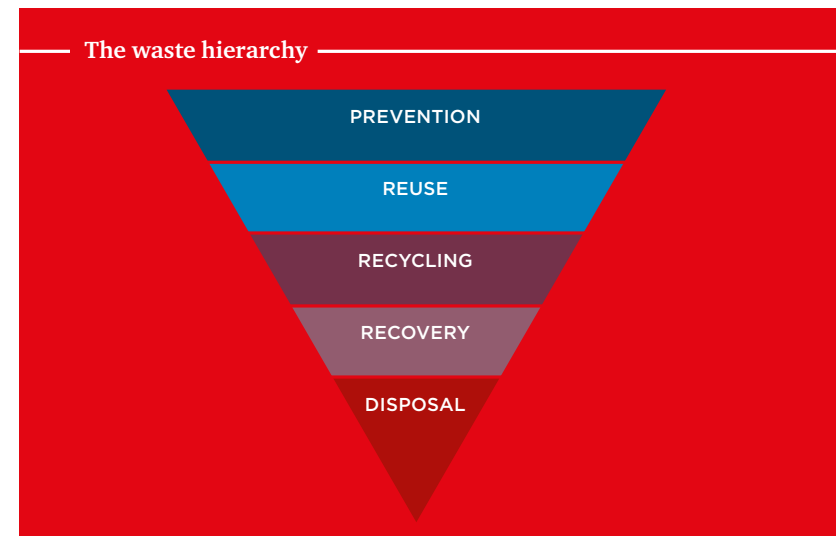 The waste hierarchy
PREVENTION
REUSE
RECYCLING
RECOVERY
DISPOSAL